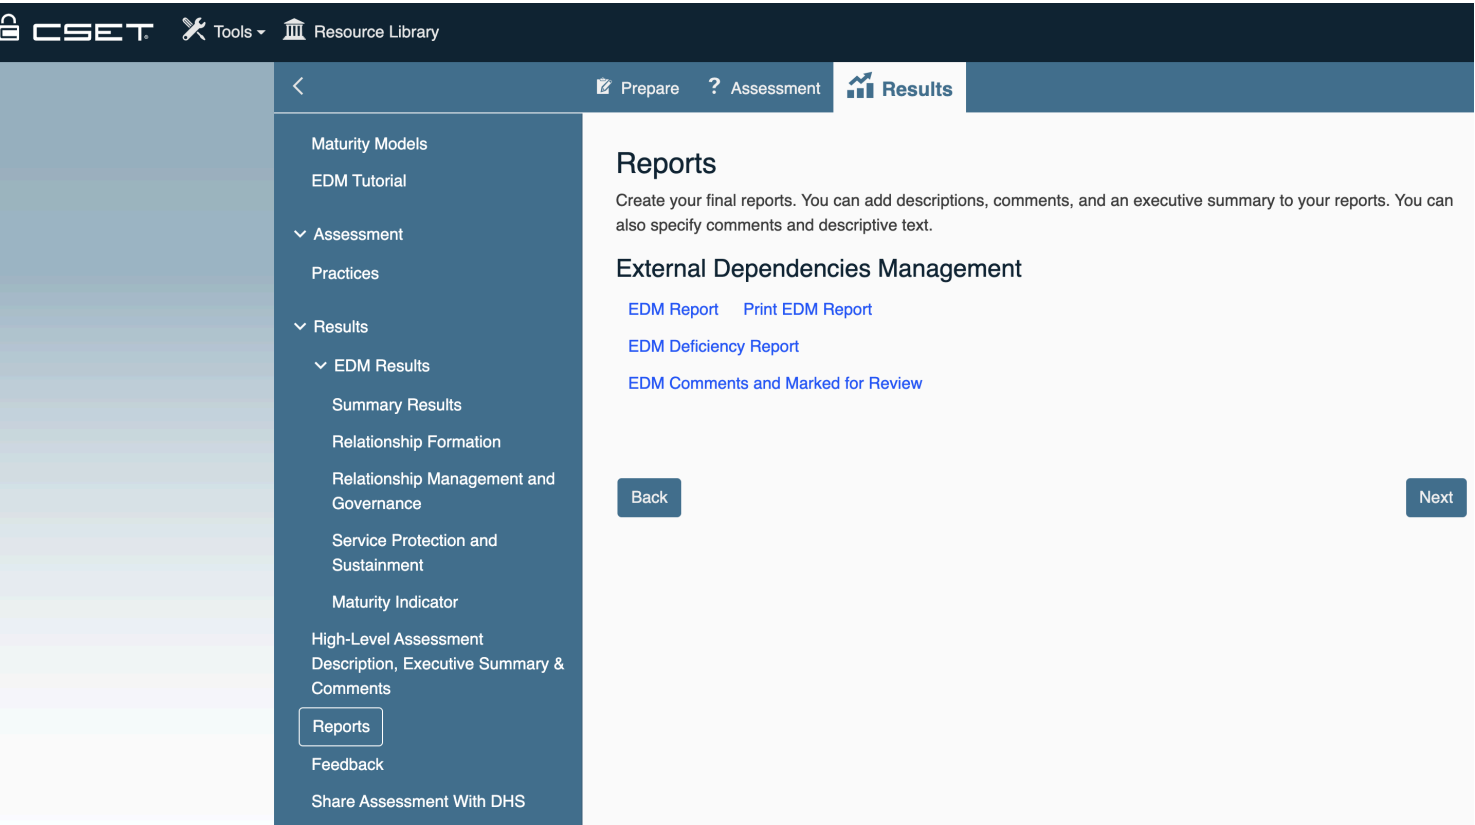 CSET
Tools
Resource Library
Prepare
? Assessment
Results
Maturity Models
EDM Tutorial
Assessment
Practices
Results
EDM Results
Summary Results
Relationship Formation
Relationship Management and
Governance
Service Protection and
Sustainment
Maturity Indicator
High-Level Assessment
Description, Executive Summary &
Comments
Reports
Feedback
Share Assessment With DHS
Reports
Create your final reports. You can add descriptions, comments, and an executive summary to your reports. You can
also specify comments and descriptive text.
External Dependencies Management
EDM Report Print EDM Report
EDM Deficiency Report
EDM Comments and Marked for Review
Back
Next